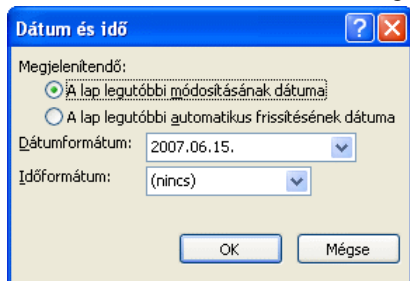 Dátum és idő
Megjelenítendő:
A lap legutóbbi módosításának dátuma
A lap legutóbbi automatikus frissítésének dátuma
Dátumformátum: 2007.06.15.
Időformátum: (nincs)
OK Mégse